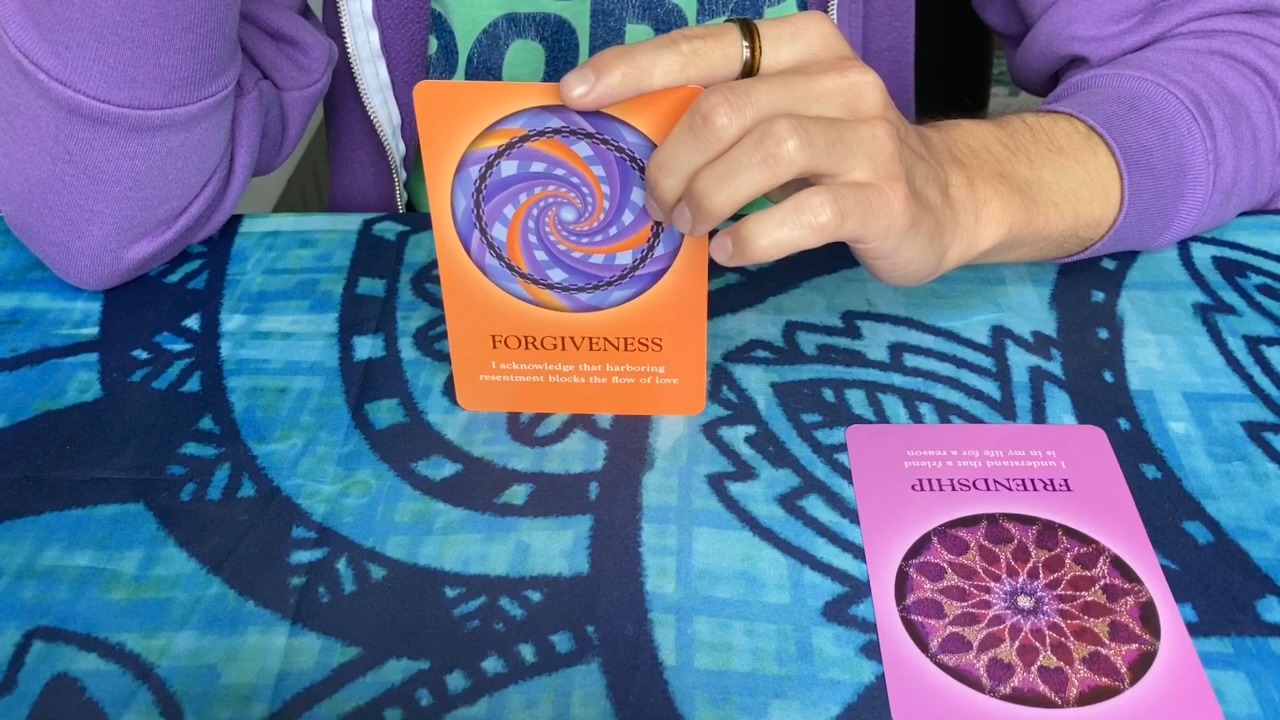 FORGIVENESS
I acknowledge that harboring
resentment blocks the flow of love
FRIENDSHIP
I understand that a friend
is in my life for a reason